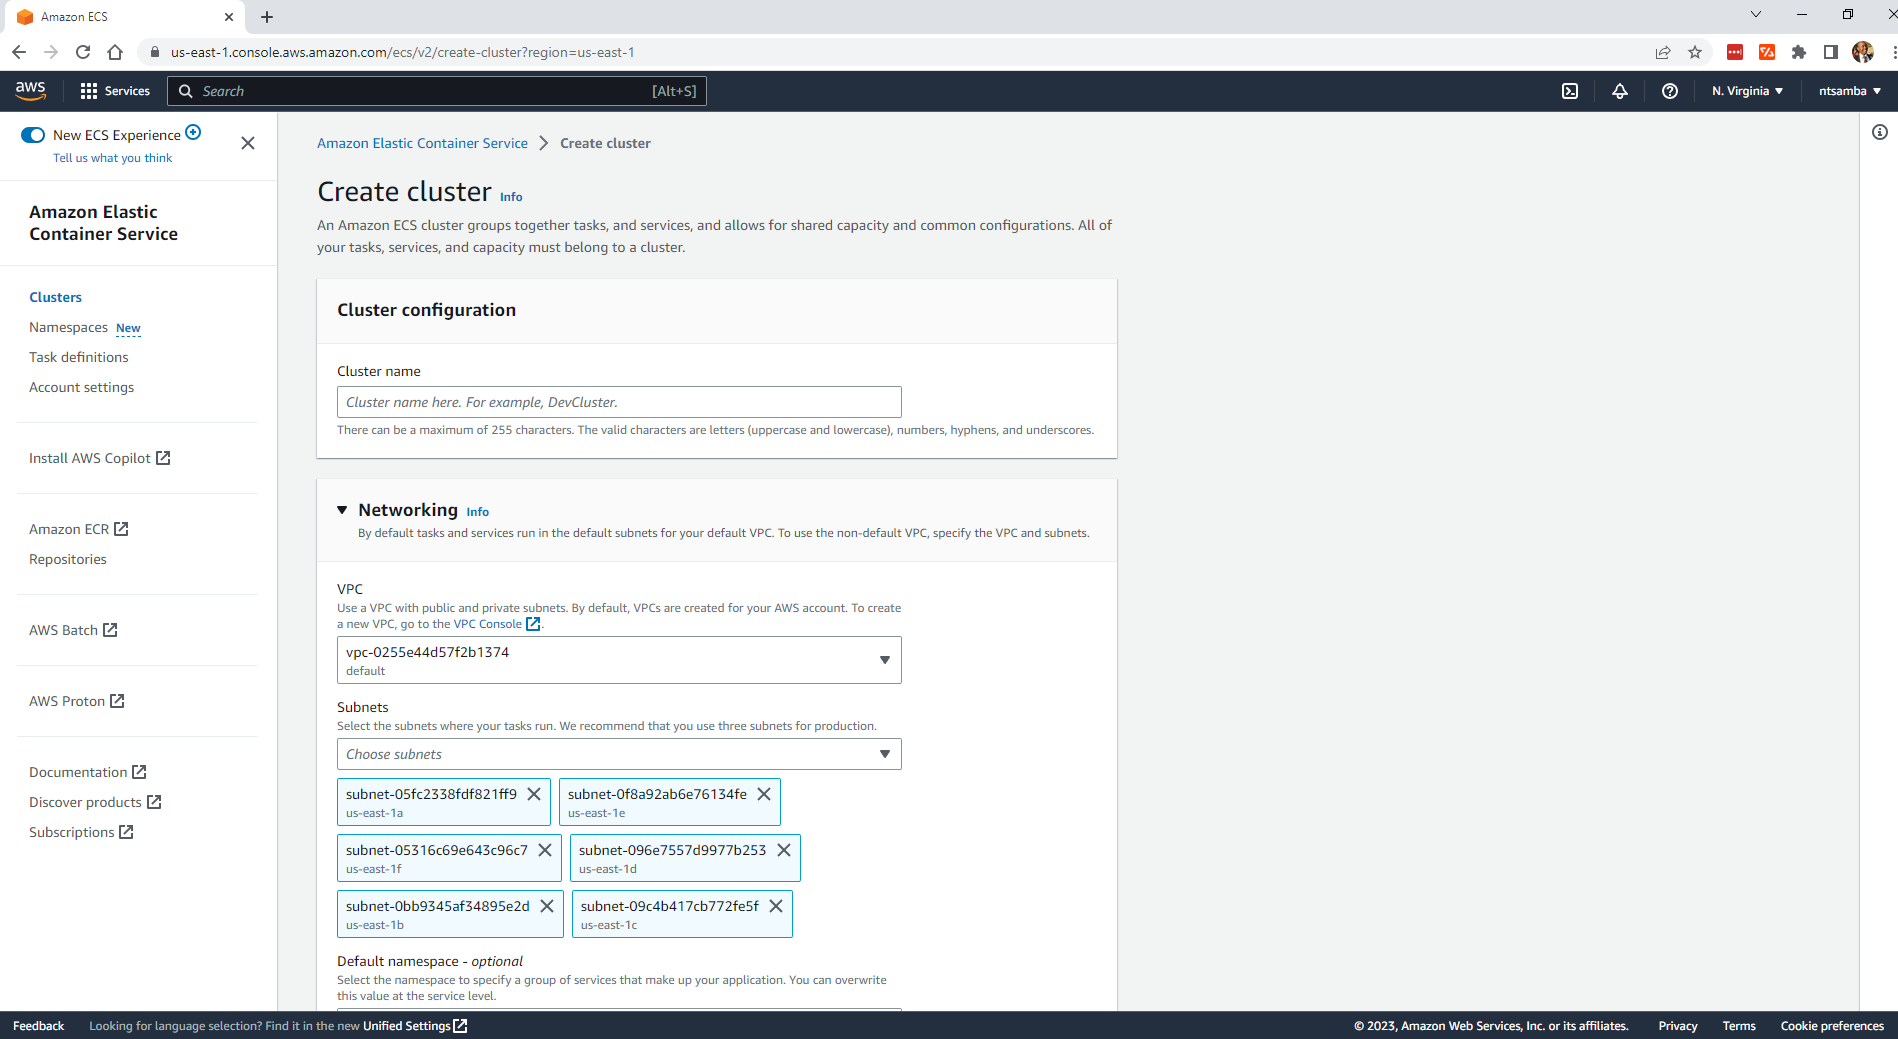 Amazon ECS
us-east-1.console.aws.amazon.com/ecs/v2/create-cluster?region=us-east-1
aws
Services
Search
[Alt+S]
N. Virginia
ntsamba
New ECS Experience
Tell us what you think
Amazon Elastic
Container Service
Clusters
Namespaces New
Task definitions
Account settings
Install AWS Copilot
Amazon ECR
Repositories
AWS Batch
AWS Proton
Documentation
Discover products
Subscriptions
Amazon Elastic Container Service > Create cluster
Create cluster Info
An Amazon ECS cluster groups together tasks, and services, and allows for shared capacity and common configurations. All of
your tasks, services, and capacity must belong to a cluster.
Cluster configuration
Cluster name
Cluster name here. For example, DevCluster.
There can be a maximum of 255 characters. The valid characters are letters (uppercase and lowercase), numbers, hyphens, and underscores.
Networking Info
By default tasks and services run in the default subnets for your default VPC. To use the non-default VPC, specify the VPC and subnets.
VPC
Use a VPC with public and private subnets. By default, VPCs are created for your AWS account. To create
a new VPC, go to the VPC Console.
vpc-0255e44d57f2b1374
default
Subnets
Select the subnets where your tasks run. We recommend that you use three subnets for production.
Choose subnets
subnet-05fc2338fdf821ff9
us-east-1a
subnet-0f8a92ab6e76134fe
us-east-1e
subnet-05316c69e643c96c7
us-east-1f
subnet-096e7557d9977b253
us-east-1d
subnet-0bb9345af34895e2d
us-east-1b
subnet-09c4b417cb772fe5f
us-east-1c
Default namespace - optional
Select the namespace to specify a group of services that make up your application. You can overwrite
this value at the service level.
Feedback
Looking for language selection? Find it in the new Unified Settings
© 2023, Amazon Web Services, Inc. or its affiliates.
Privacy
Terms
Cookie preferences